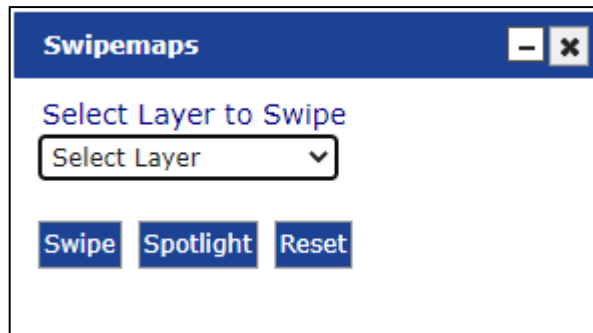 Swipemaps
Select Layer to Swipe
Select Layer
Swipe Spotlight Reset